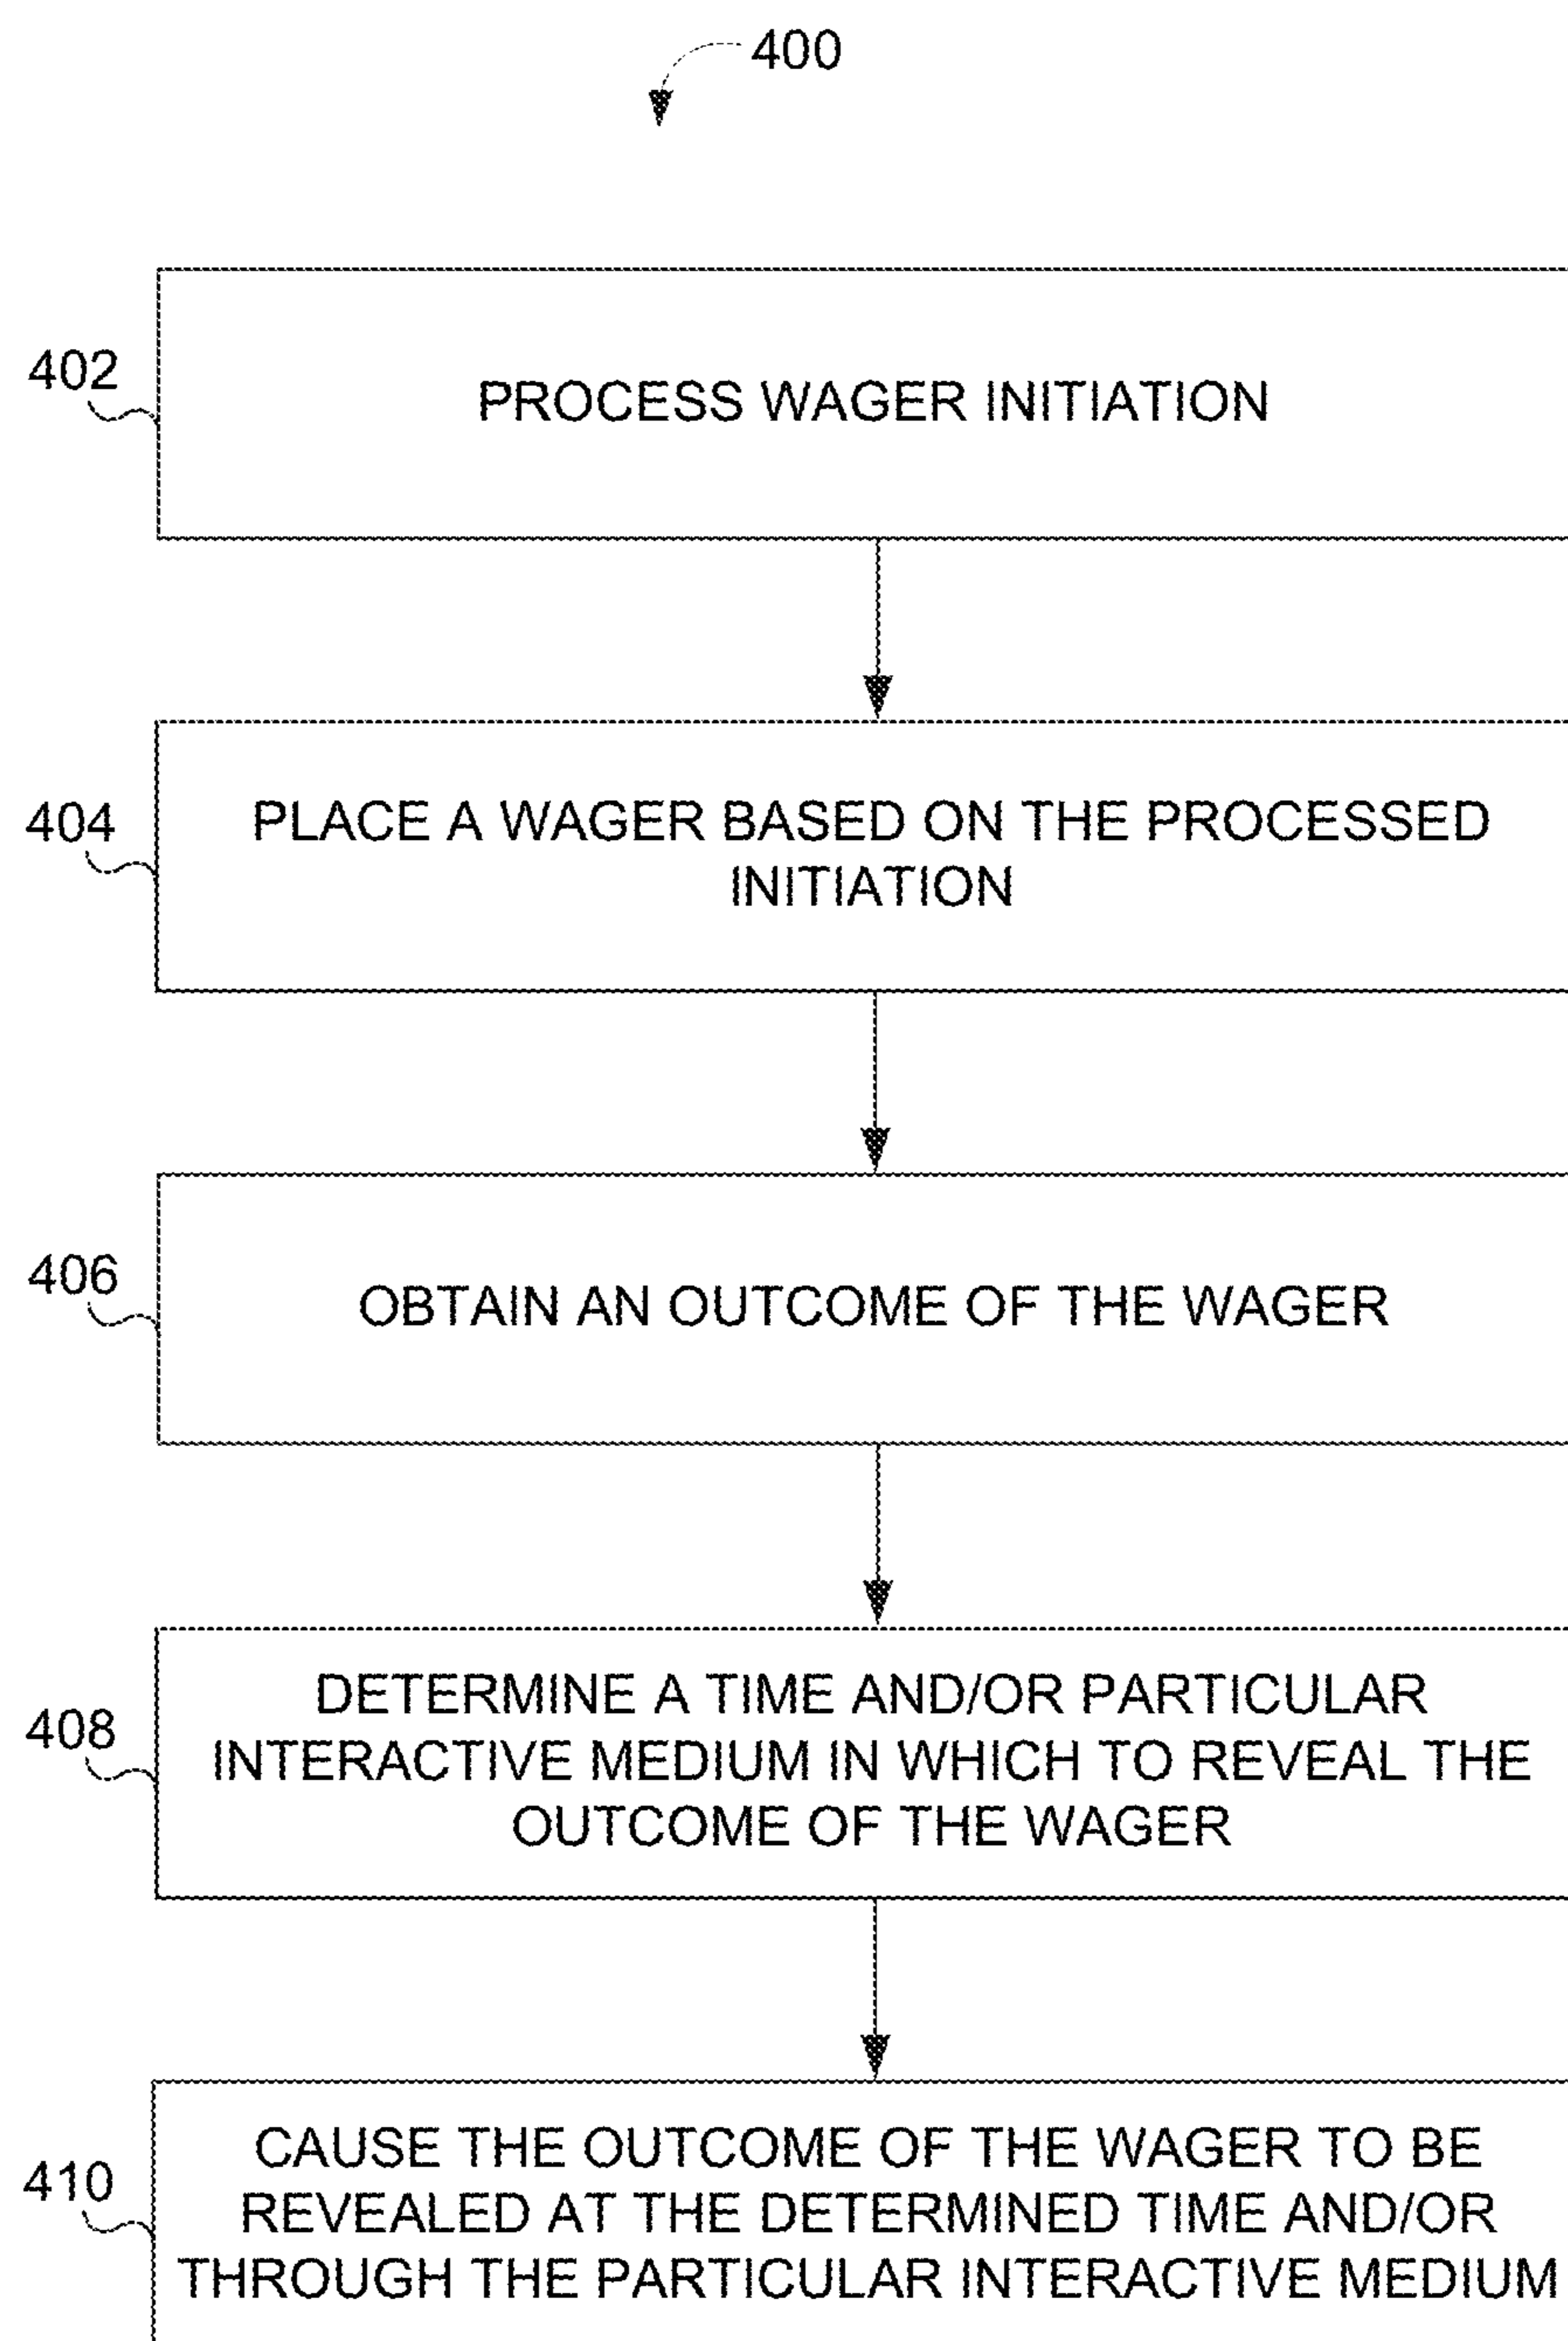 400
402
PROCESS WAGER INITIATION
404
PLACE A WAGER BASED ON THE PROCESSED
INITIATION
406
OBTAIN AN OUTCOME OF THE WAGER
408
DETERMINE A TIME AND/OR PARTICULAR
INTERACTIVE MEDIUM IN WHICH TO REVEAL THE
OUTCOME OF THE WAGER
410
CAUSE THE OUTCOME OF THE WAGER TO BE
REVEALED AT THE DETERMINED TIME AND/OR
THROUGH THE PARTICULAR INTERACTIVE MEDIUM